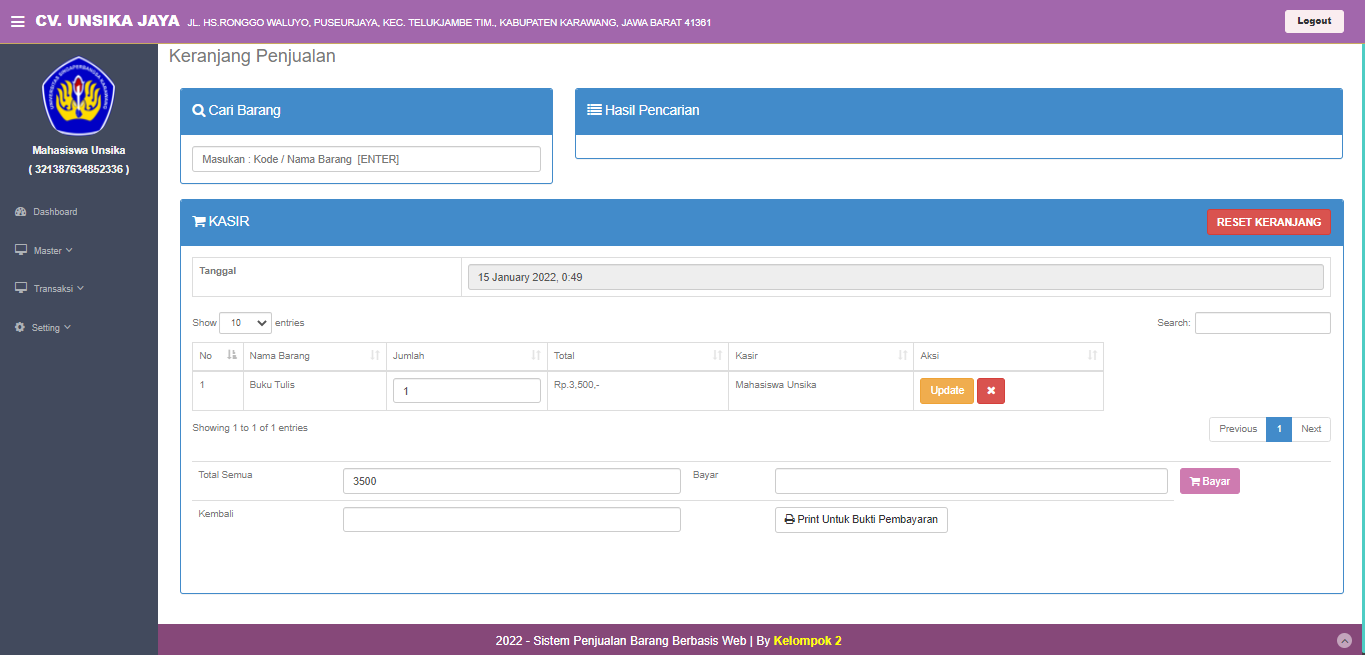 CV. UNSIKA JAYA JL. HS.RONGGO WALUYO, PUSEURJAYA, KEC. TELUKJAMBE TIM., KABUPATEN KARAWANG, JAWA BARAT 41361
Logout
UNIVERSITAS SINGAPERBANGSA KARAWANG
Mahasiswa Unsika
( 321387634852336 )
Dashboard
Master
Transaksi
Setting
Keranjang Penjualan
Cari Barang
Masukan : Kode / Nama Barang [ENTER]
Hasil Pencarian
KASIR
RESET KERANJANG
Tanggal
15 January 2022, 0:49
Show 10 entries
Search:
No Nama Barang Jumlah Total Kasir Aksi
1 Buku Tulis 1 Rp.3,500,- Mahasiswa Unsika Update
Showing 1 to 1 of 1 entries
Previous 1 Next
Total Semua 3500 Bayar Bayar
Kembali Print Untuk Bukti Pembayaran
2022 - Sistem Penjualan Barang Berbasis Web | By Kelompok 2